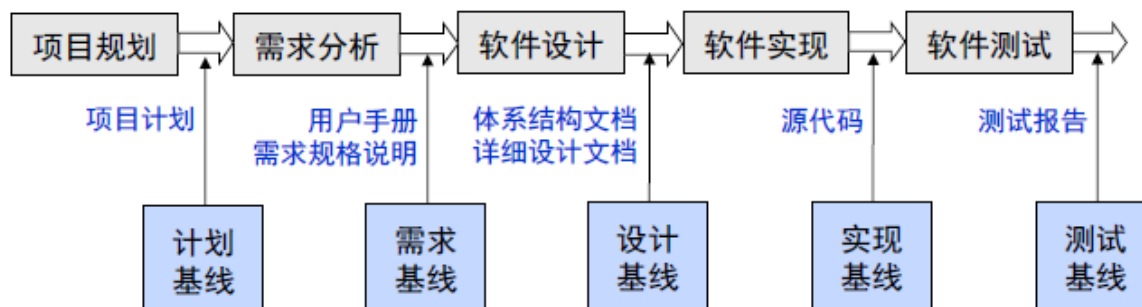 项目规划
需求分析
软件设计
软件实现
软件测试
项目计划
用户手册
需求规格说明
体系结构文档
详细设计文档
源代码
测试报告
计划
基线
需求
基线
设计
基线
实现
基线
测试
基线